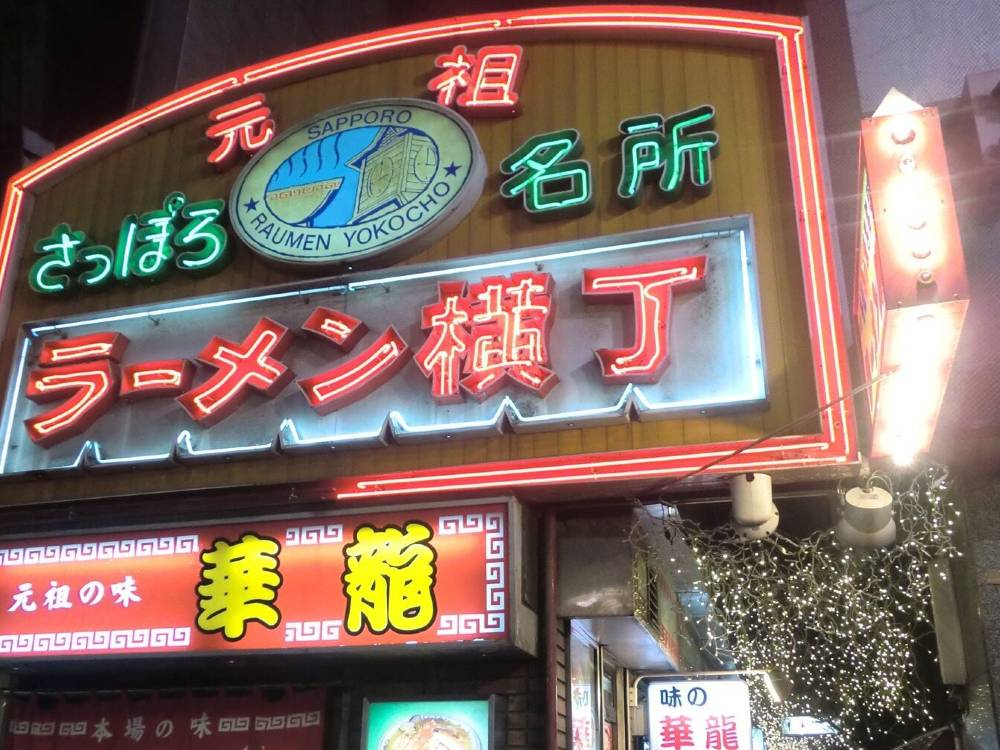 元祖
SAPPORO
RAUMEN YOKOCHO
さっぽろ 名所
ラーメン横丁
元祖の味 華龍
本場の味
味の
華龍